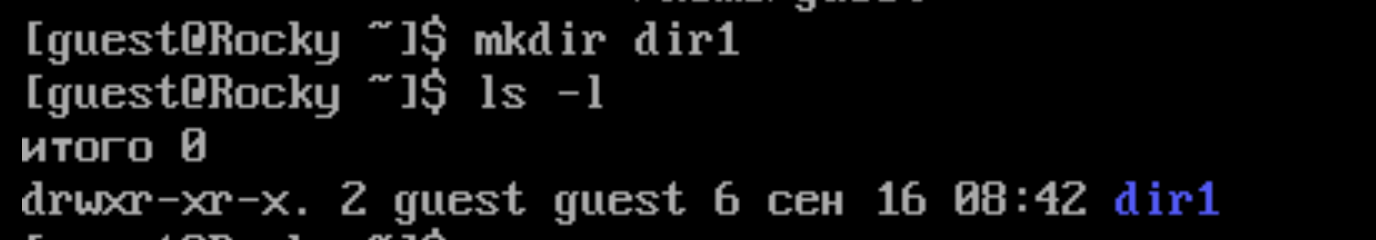 [guest@Rocky ~]$ mkdir dir1
[guest@Rocky ~]$ ls -l
итого 0
drwxr-xr-x. 2 guest guest 6 сен 16 08:42 dir1